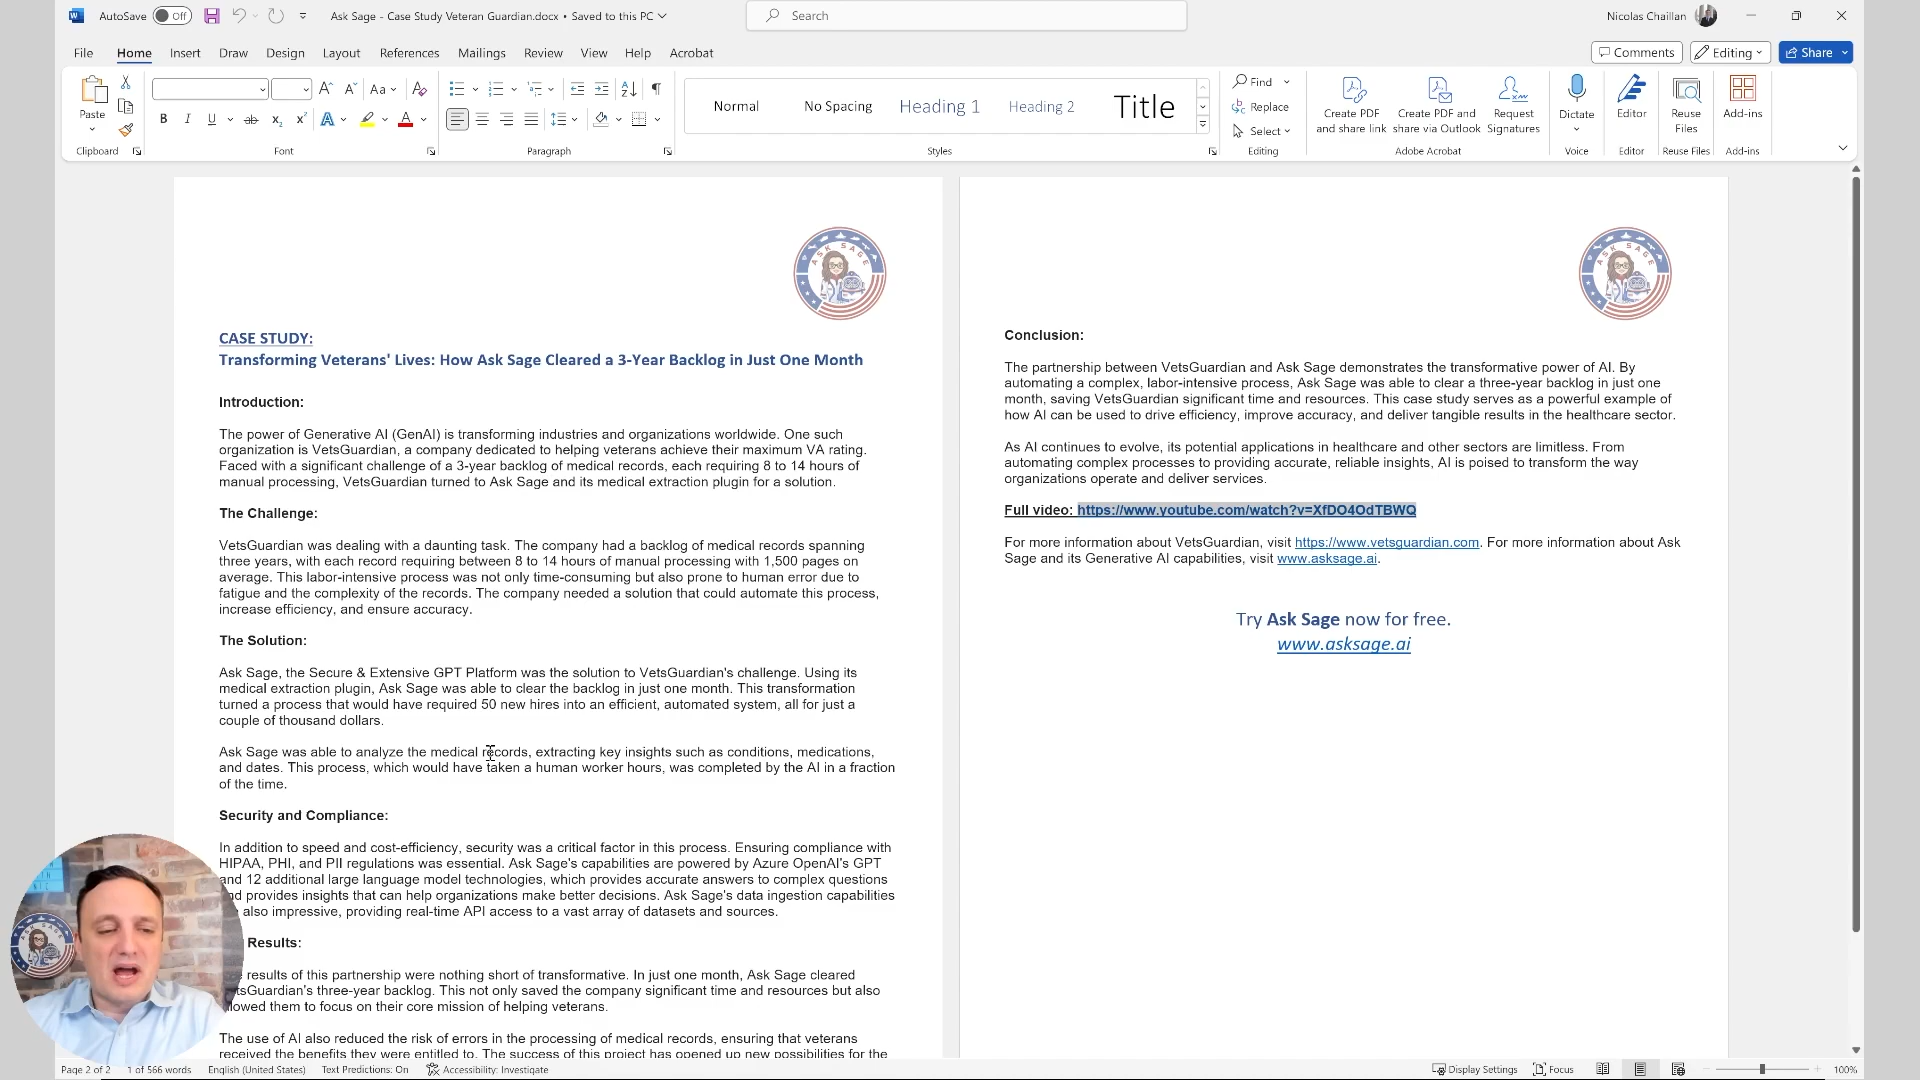 AutoSave Off Ask Sage - Case Study Veteran Guardian.docx • Saved to this PC Search Nicolas Chaillan
File Home Insert Draw Design Layout References Mailings Review View Help Acrobat Comments Editing Share
Paste
Clipboard
Aa
B I U ab x₂ x² A A
Font
Paragraph
Normal No Spacing Heading 1 Heading 2 Title
Styles
Find
Replace
Select
Editing
Create PDF and share link
Create PDF and share via Outlook
Request Signatures
Adobe Acrobat
Dictate
Voice
Editor
Editor
Reuse Files
Reuse Files
Add-ins
Add-ins
ASK SAGE
CASE STUDY:
Transforming Veterans' Lives: How Ask Sage Cleared a 3-Year Backlog in Just One Month
Introduction:
The power of Generative AI (GenAI) is transforming industries and organizations worldwide. One such
organization is VetsGuardian, a company dedicated to helping veterans achieve their maximum VA rating.
Faced with a significant challenge of a 3-year backlog of medical records, each requiring 8 to 14 hours of
manual processing, VetsGuardian turned to Ask Sage and its medical extraction plugin for a solution.
The Challenge:
VetsGuardian was dealing with a daunting task. The company had a backlog of medical records spanning
three years, with each record requiring between 8 to 14 hours of manual processing with 1,500 pages on
average. This labor-intensive process was not only time-consuming but also prone to human error due to
fatigue and the complexity of the records. The company needed a solution that could automate this process,
increase efficiency, and ensure accuracy.
The Solution:
Ask Sage, the Secure & Extensive GPT Platform was the solution to VetsGuardian's challenge. Using its
medical extraction plugin, Ask Sage was able to clear the backlog in just one month. This transformation
turned a process that would have required 50 new hires into an efficient, automated system, all for just a
couple of thousand dollars.
Ask Sage was able to analyze the medical records, extracting key insights such as conditions, medications,
and dates. This process, which would have taken a human worker hours, was completed by the AI in a fraction
of the time.
Security and Compliance:
In addition to speed and cost-efficiency, security was a critical factor in this process. Ensuring compliance with
HIPAA, PHI, and PII regulations was essential. Ask Sage's capabilities are powered by Azure OpenAI's GPT
and 12 additional large language model technologies, which provides accurate answers to complex questions
nd provides insights that can help organizations make better decisions. Ask Sage's data ingestion capabilities
also impressive, providing real-time API access to a vast array of datasets and sources.
Results:
results of this partnership were nothing short of transformative. In just one month, Ask Sage cleared
tsGuardian's three-year backlog. This not only saved the company significant time and resources but also
lowed them to focus on their core mission of helping veterans.
The use of AI also reduced the risk of errors in the processing of medical records, ensuring that veterans
received the benefits they were entitled to. The success of this project has opened up new possibilities for the
ASK SAGE
Conclusion:
The partnership between VetsGuardian and Ask Sage demonstrates the transformative power of AI. By
automating a complex, labor-intensive process, Ask Sage was able to clear a three-year backlog in just one
month, saving VetsGuardian significant time and resources. This case study serves as a powerful example of
how AI can be used to drive efficiency, improve accuracy, and deliver tangible results in the healthcare sector.
As AI continues to evolve, its potential applications in healthcare and other sectors are limitless. From
automating complex processes to providing accurate, reliable insights, AI is poised to transform the way
organizations operate and deliver services.
Full video: https://www.youtube.com/watch?v=XfDO4OdTBWQ
For more information about VetsGuardian, visit https://www.vetsguardian.com. For more information about Ask
Sage and its Generative AI capabilities, visit www.asksage.ai.
Try Ask Sage now for free.
www.asksage.ai
Page 2 of 2 1 of 566 words English (United States) Text Predictions: On Accessibility: Investigate Display Settings Focus 100%